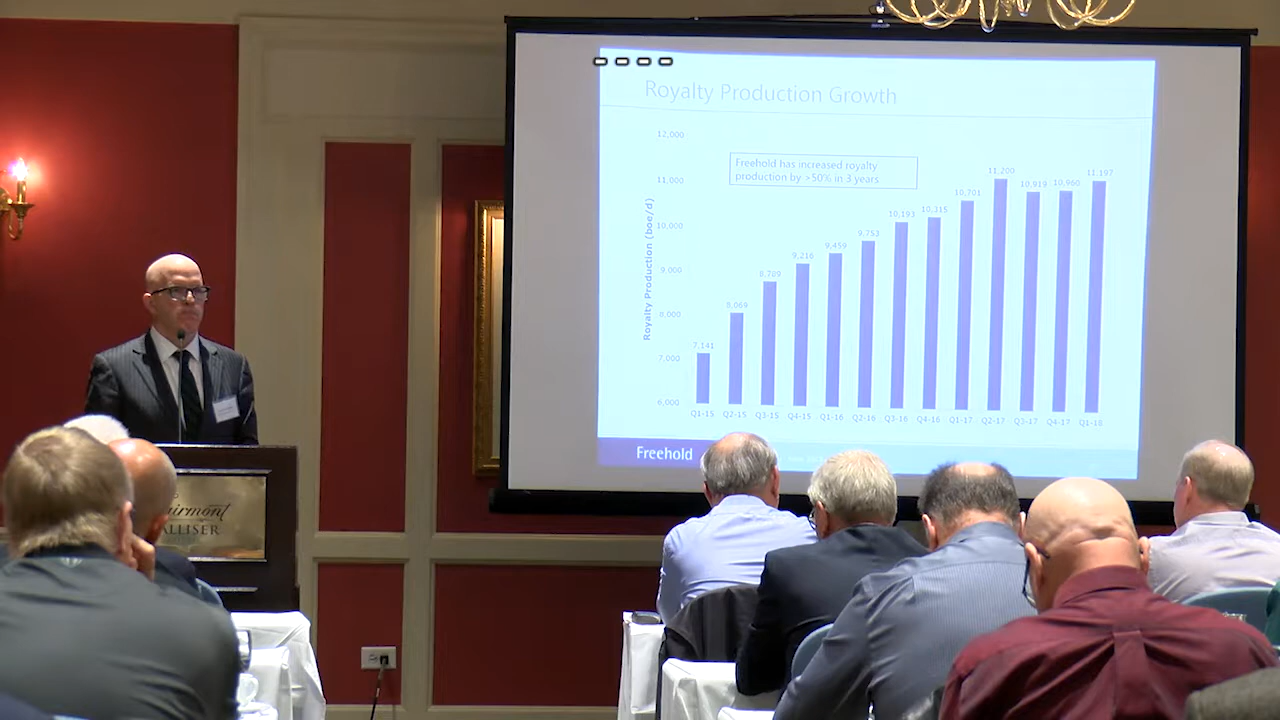 Royalty Production Growth
12,000
11,000
10,000
9,000
8,000
7,000
6,000
Royalty Production (boe/d)
Freehold has increased royalty
production by >50% in 3 years
7,141
8,069
8,789
9,216
9,459
9,753
10,193
10,315
10,701
11,200
10,919
10,960
11,197
Q1-15 Q2-15 Q3-15 Q4-15 Q1-16 Q2-16 Q3-16 Q4-16 Q1-17 Q2-17 Q3-17 Q4-17 Q1-18
Freehold
airmont
ALLISER